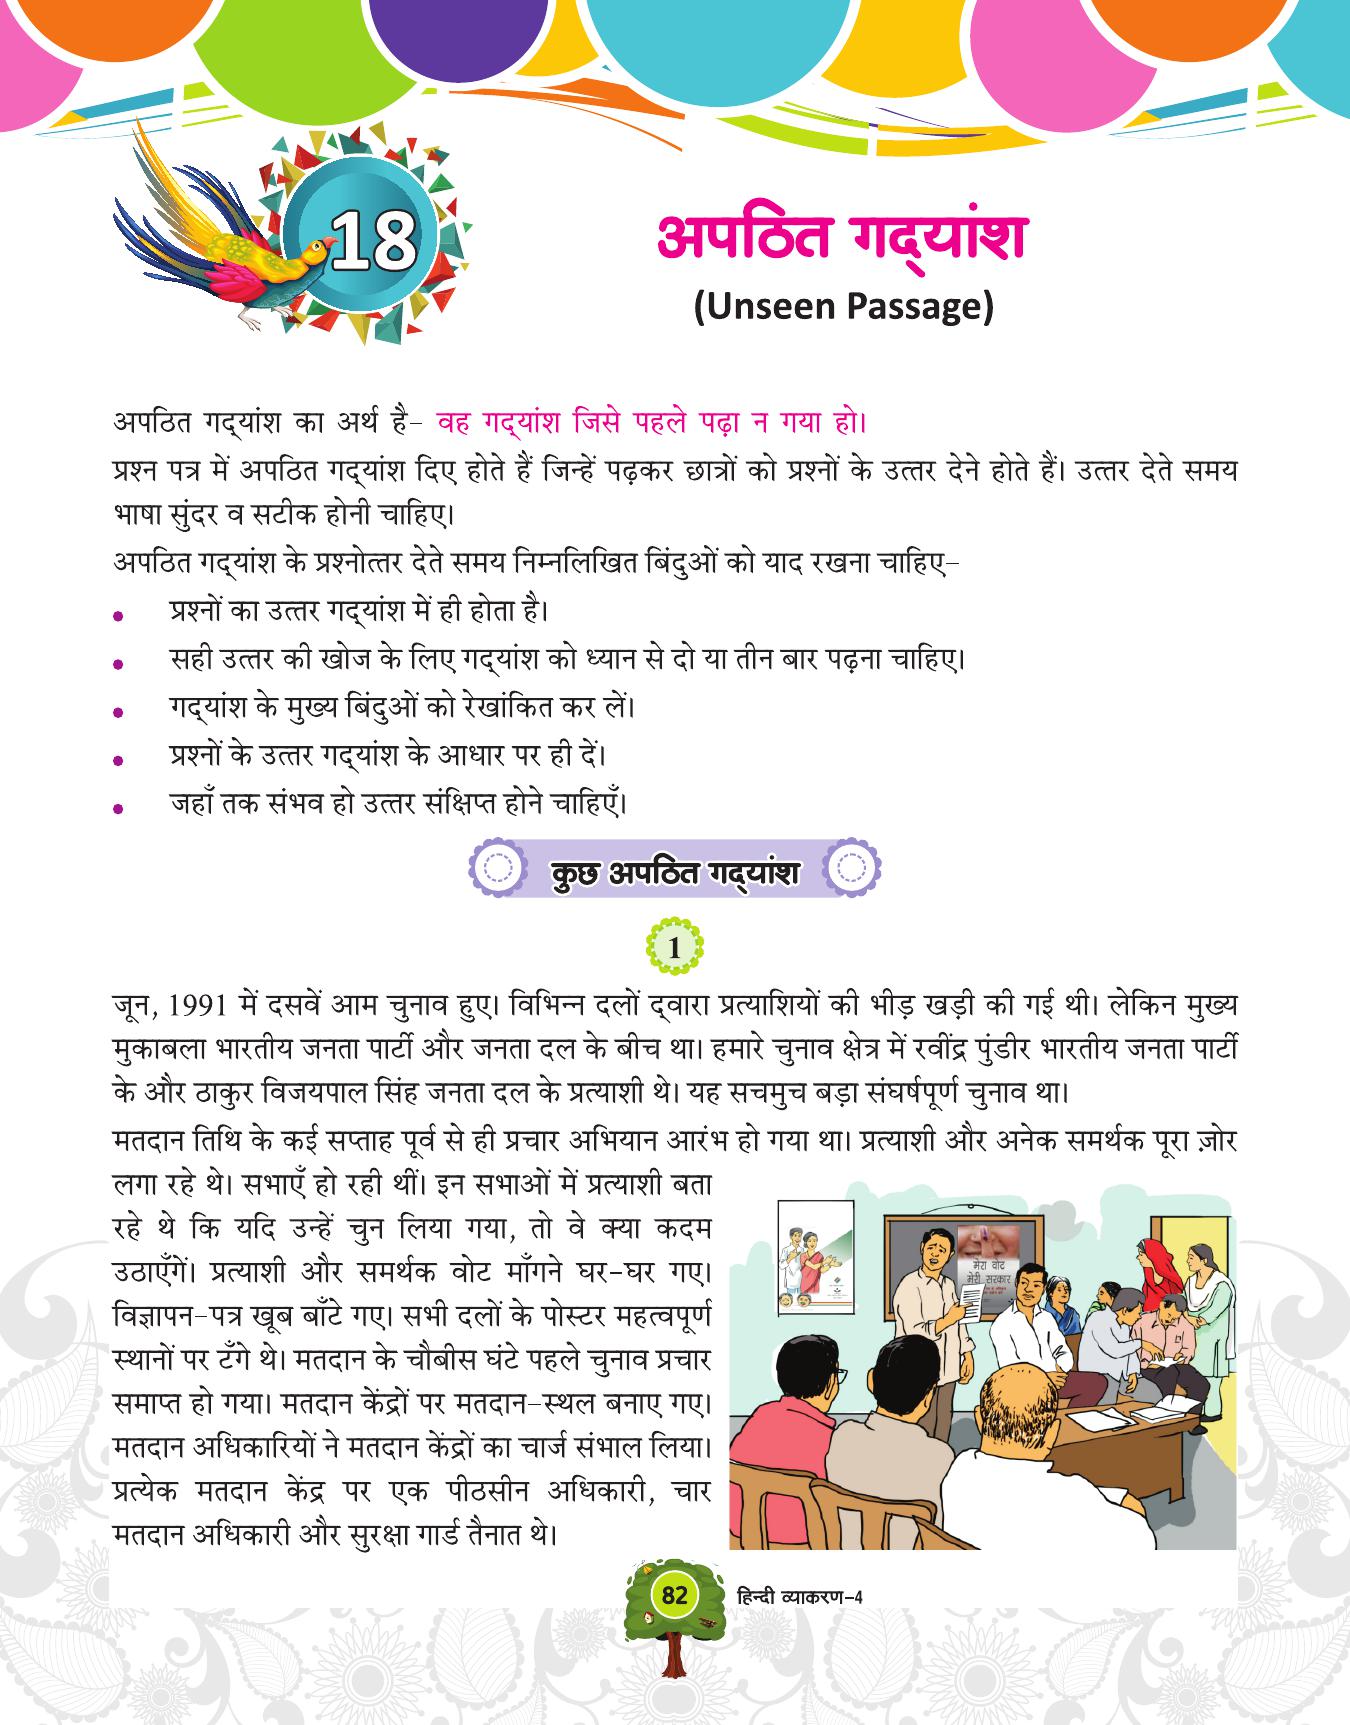 18
अपठित गद्यांश
(Unseen Passage)
अपठित गद्यांश का अर्थ है- वह गद्यांश जिसे पहले पढ़ा न गया हो।
प्रश्न पत्र में अपठित गद्यांश दिए होते हैं जिन्हें पढ़कर छात्रों को प्रश्नों के उत्तर देने होते हैं। उत्तर देते समय
भाषा सुंदर व सटीक होनी चाहिए।
अपठित गद्यांश के प्रश्नोत्तर देते समय निम्नलिखित बिंदुओं को याद रखना चाहिए-
• प्रश्नों का उत्तर गद्यांश में ही होता है।
• सही उत्तर की खोज के लिए गद्यांश को ध्यान से दो या तीन बार पढ़ना चाहिए।
• गद्यांश के मुख्य बिंदुओं को रेखांकित कर लें।
• प्रश्नों के उत्तर गद्यांश के आधार पर ही दें।
• जहाँ तक संभव हो उत्तर संक्षिप्त होने चाहिएँ।
कुछ अपठित गद्यांश
1
जून, 1991 में दसवें आम चुनाव हुए। विभिन्न दलों द्वारा प्रत्याशियों की भीड़ खड़ी की गई थी। लेकिन मुख्य
मुकाबला भारतीय जनता पार्टी और जनता दल के बीच था। हमारे चुनाव क्षेत्र में रवींद्र पुंडीर भारतीय जनता पार्टी
के और ठाकुर विजयपाल सिंह जनता दल के प्रत्याशी थे। यह सचमुच बड़ा संघर्षपूर्ण चुनाव था।
मतदान तिथि के कई सप्ताह पूर्व से ही प्रचार अभियान आरंभ हो गया था। प्रत्याशी और अनेक समर्थक पूरा ज़ोर
लगा रहे थे। सभाएँ हो रही थीं। इन सभाओं में प्रत्याशी बता
रहे थे कि यदि उन्हें चुन लिया गया, तो वे क्या कदम
उठाएँगें। प्रत्याशी और समर्थक वोट माँगने घर-घर गए।
विज्ञापन-पत्र खूब बाँटे गए। सभी दलों के पोस्टर महत्वपूर्ण
स्थानों पर टँगे थे। मतदान के चौबीस घंटे पहले चुनाव प्रचार
समाप्त हो गया। मतदान केंद्रों पर मतदान-स्थल बनाए गए।
मतदान अधिकारियों ने मतदान केंद्रों का चार्ज संभाल लिया।
प्रत्येक मतदान केंद्र पर एक पीठसीन अधिकारी, चार
मतदान अधिकारी और सुरक्षा गार्ड तैनात थे।
मेरा वोट
मेरी सरकार
82
हिन्दी व्याकरण-4